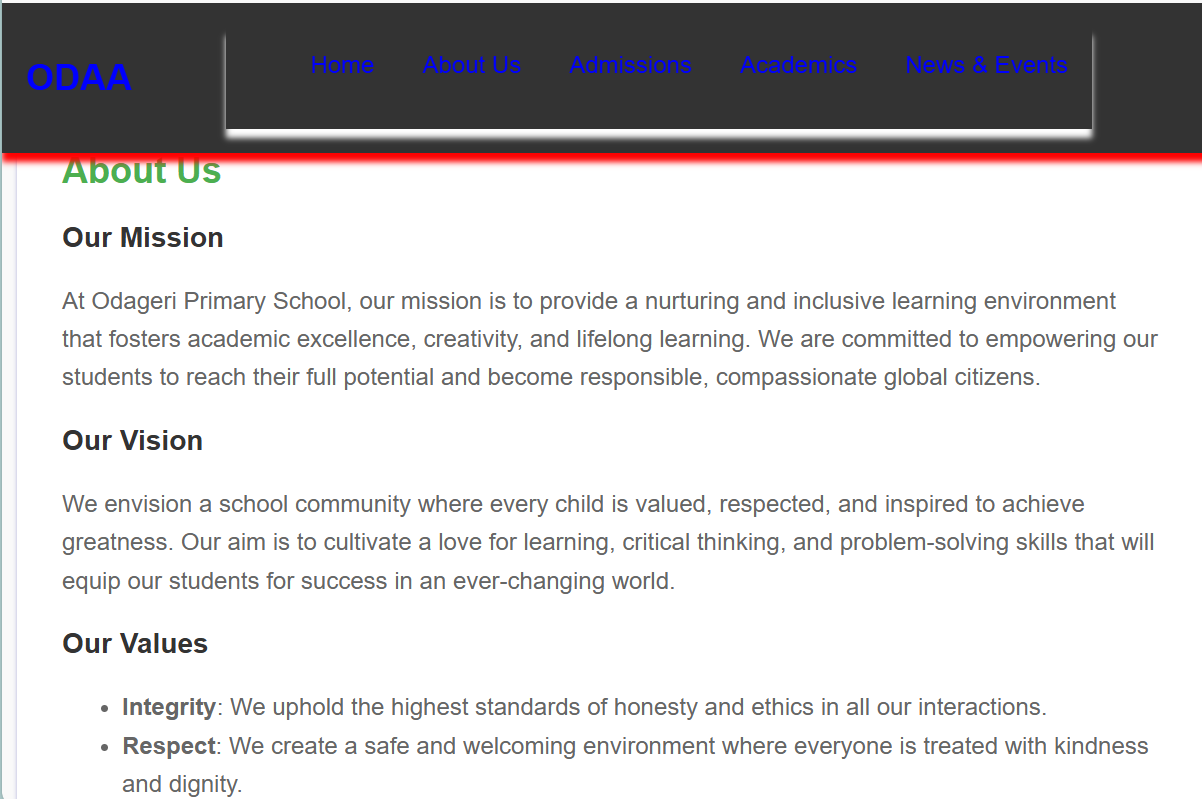 ODAA
Home About Us Admissions Academics News & Events
About Us
Our Mission
At Odageri Primary School, our mission is to provide a nurturing and inclusive learning environment
that fosters academic excellence, creativity, and lifelong learning. We are committed to empowering our
students to reach their full potential and become responsible, compassionate global citizens.
Our Vision
We envision a school community where every child is valued, respected, and inspired to achieve
greatness. Our aim is to cultivate a love for learning, critical thinking, and problem-solving skills that will
equip our students for success in an ever-changing world.
Our Values
• Integrity: We uphold the highest standards of honesty and ethics in all our interactions.
• Respect: We create a safe and welcoming environment where everyone is treated with kindness
and dignity.